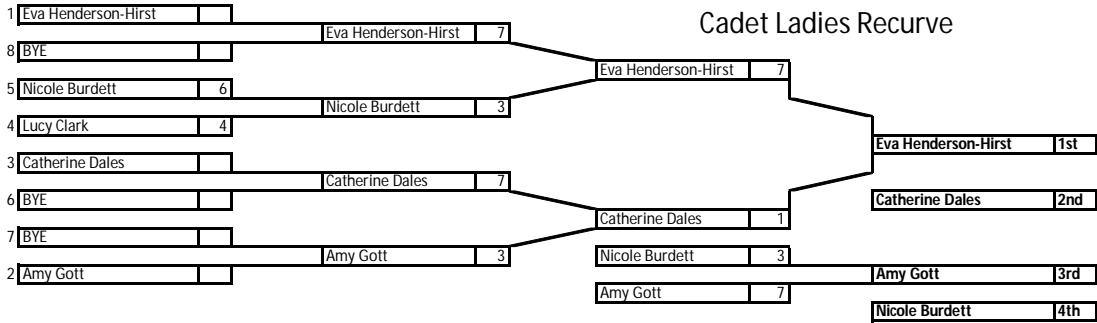 1 Eva Henderson-Hirst
Cadet Ladies Recurve
Eva Henderson-Hirst 7
8 BYE
Eva Henderson-Hirst 7
5 Nicole Burdett 6
Nicole Burdett 3
4 Lucy Clark 4
Eva Henderson-Hirst 1st
3 Catherine Dales
Catherine Dales 7
6 BYE
Catherine Dales 2nd
Catherine Dales 1
7 BYE
Amy Gott 3
Nicole Burdett 3
2 Amy Gott
Amy Gott 3rd
Amy Gott 7
Nicole Burdett 4th